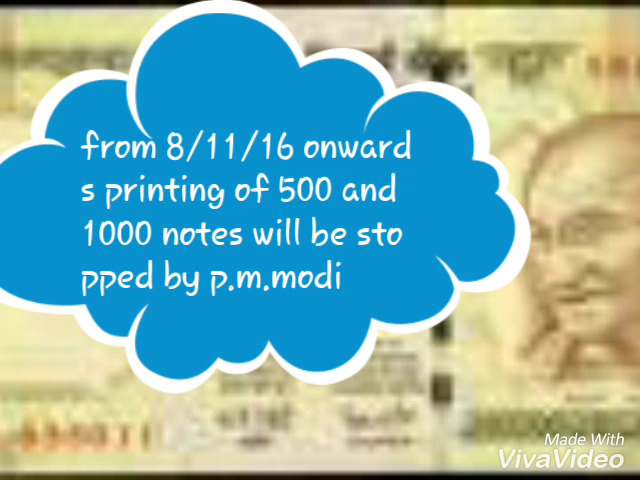 from 8/11/16 onward
s printing of 500 and
1000 notes will be sto
pped by p.m.modi
Made With
VivaVideo